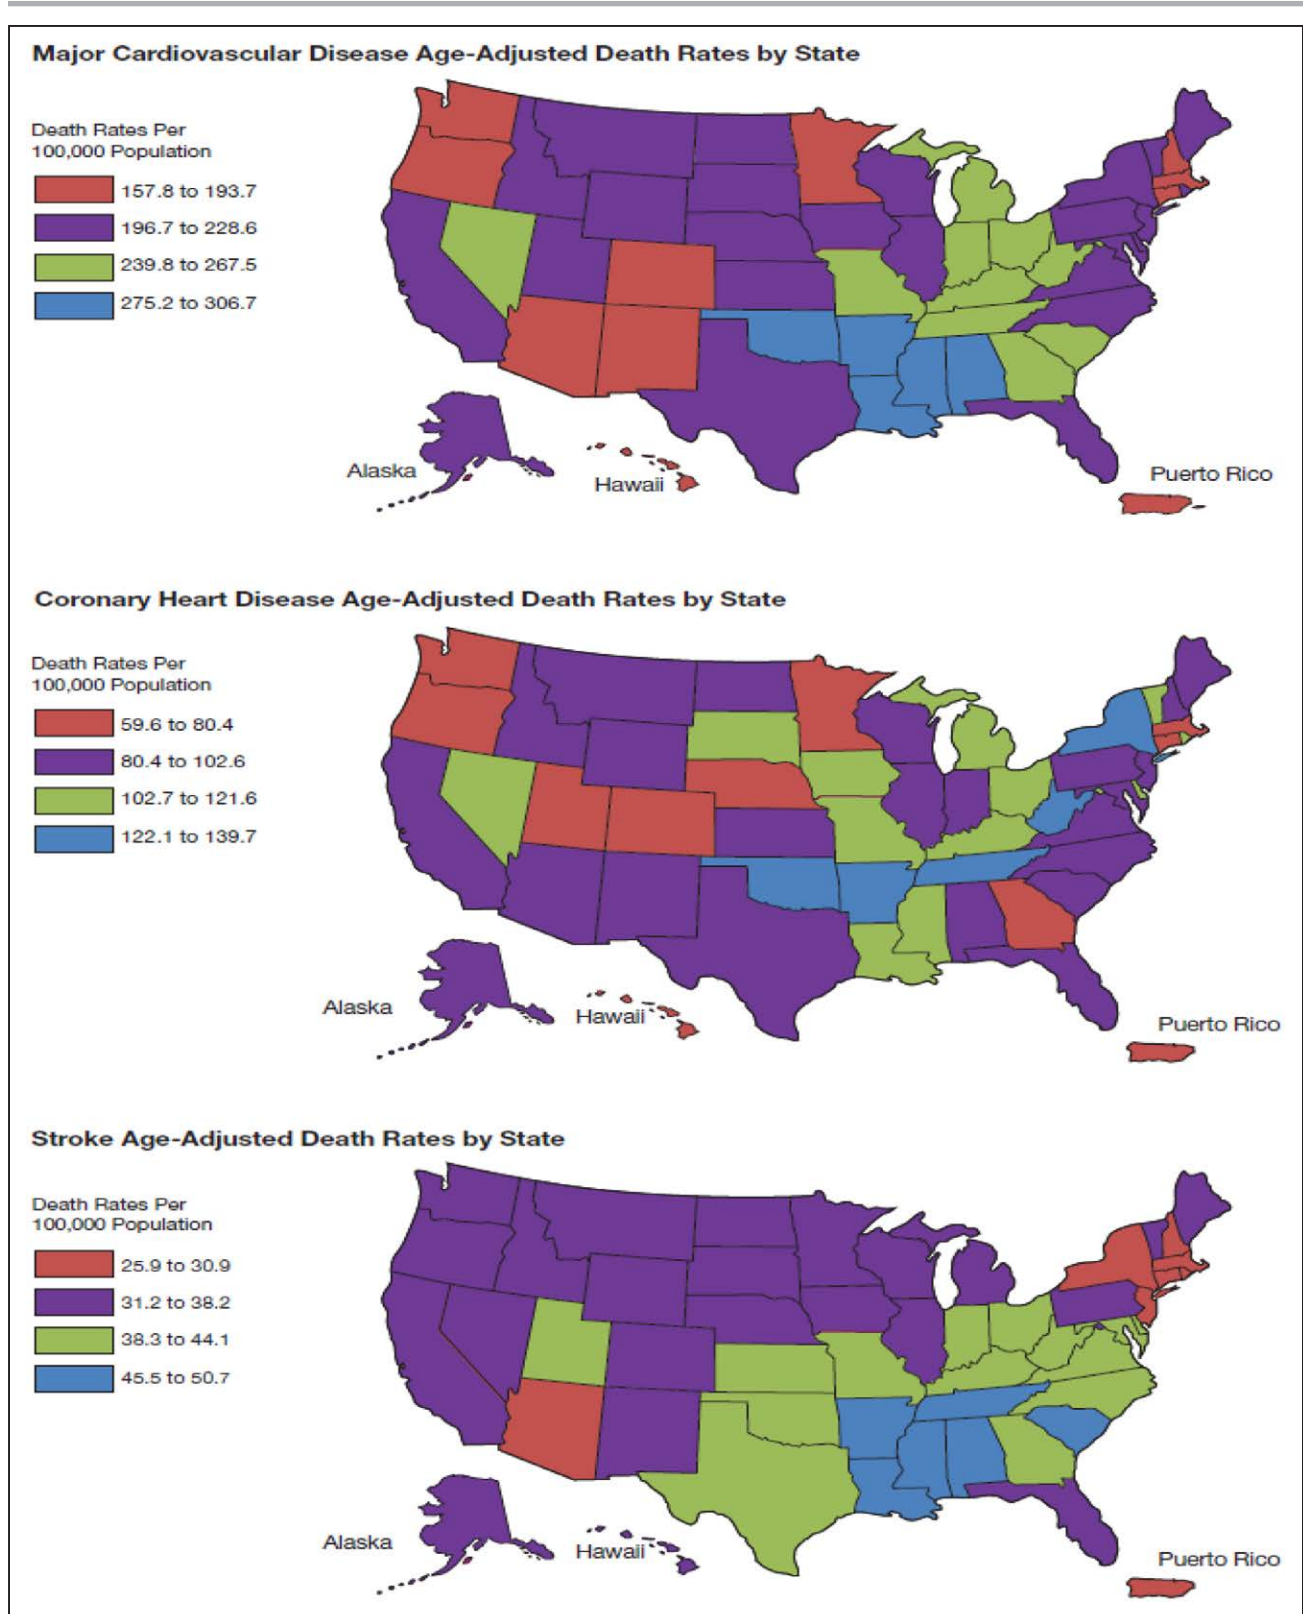 Major Cardiovascular Disease Age-Adjusted Death Rates by State
Death Rates Per
100,000 Population
157.8 to 193.7
196.7 to 228.6
239.8 to 267.5
275.2 to 306.7
Alaska
Hawaii
Puerto Rico
Coronary Heart Disease Age-Adjusted Death Rates by State
Death Rates Per
100,000 Population
59.6 to 80.4
80.4 to 102.6
102.7 to 121.6
122.1 to 139.7
Alaska
Hawaii
Puerto Rico
Stroke Age-Adjusted Death Rates by State
Death Rates Per
100,000 Population
25.9 to 30.9
31.2 to 38.2
38.3 to 44.1
45.5 to 50.7
Alaska
Hawaii
Puerto Rico